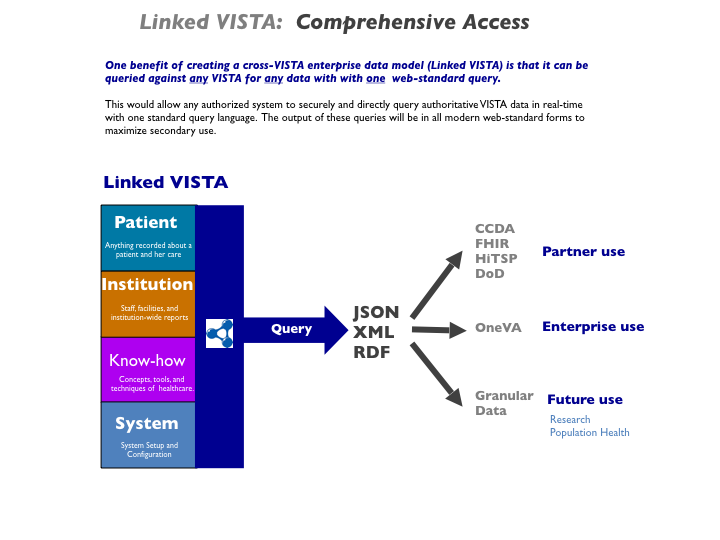 Linked VISTA: Comprehensive Access
One benefit of creating a cross-VISTA enterprise data model (Linked VISTA) is that it can be
queried against any VISTA for any data with with one web-standard query.
This would allow any authorized system to securely and directly query authoritative VISTA data in real-time
with one standard query language. The output of these queries will be in all modern web-standard forms to
maximize secondary use.
Linked VISTA
Patient
Anything recorded about a
patient and her care
Institution
Staff, facilities, and
institution-wide reports
Know-how
Concepts, tools, and
techniques of healthcare.
System
System Setup and
Configuration
Query
JSON
XML
RDF
CCDA
FHIR
HiTSP
DoD
Partner use
OneVA
Enterprise use
Granular
Data
Future use
Research
Population Health